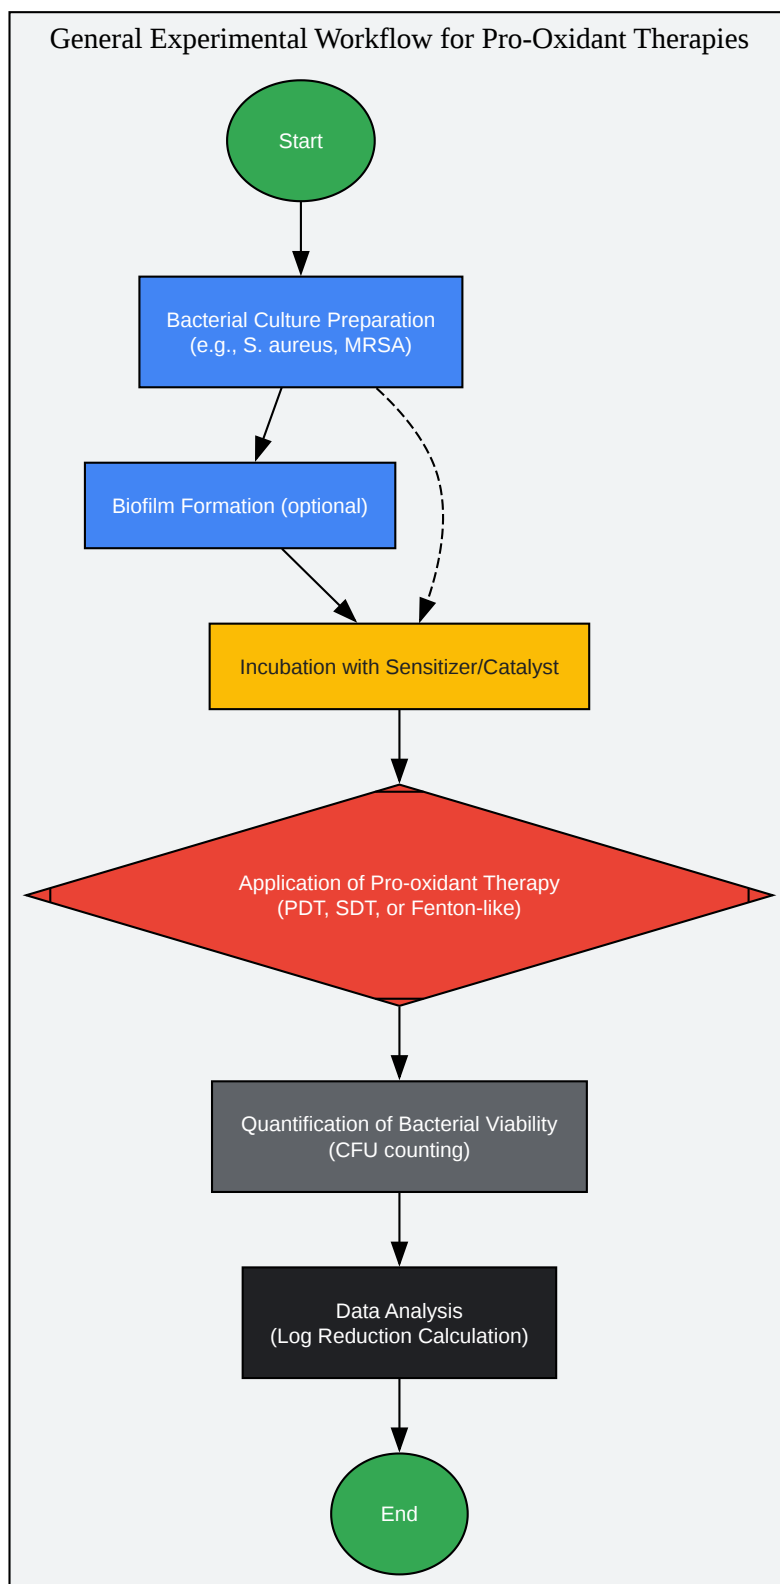 General Experimental Workflow for Pro-Oxidant Therapies
Start
Bacterial Culture Preparation
(e.g., S. aureus, MRSA)
Biofilm Formation (optional)
Incubation with Sensitizer/Catalyst
Application of Pro-oxidant Therapy
(PDT, SDT, or Fenton-like)
Quantification of Bacterial Viability
(CFU counting)
Data Analysis
(Log Reduction Calculation)
End